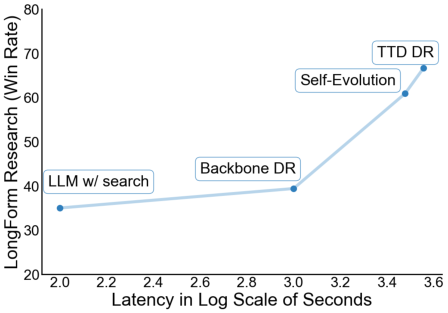 LongForm Research (Win Rate)
80
70
60
50
40
30
20
TTD DR
Self-Evolution
Backbone DR
LLM w/ search
2.0 2.2 2.4 2.6 2.8 3.0 3.2 3.4 3.6
Latency in Log Scale of Seconds